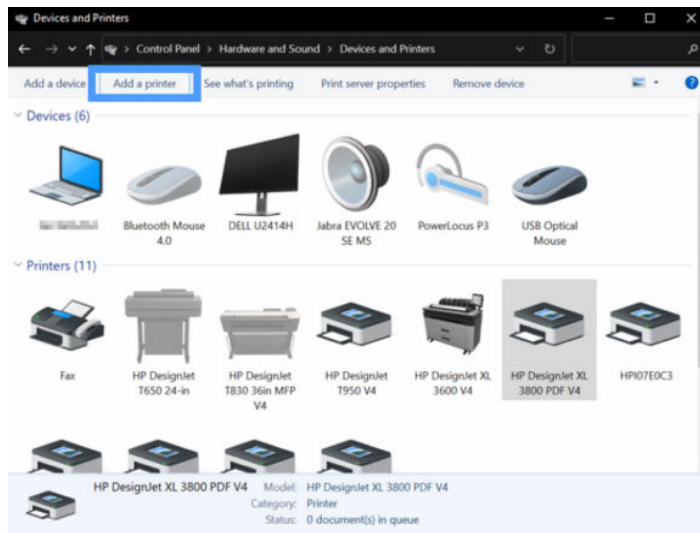 Devices and Printers
Control Panel > Hardware and Sound > Devices and Printers
Add a device Add a printer See what's printing Print server properties Remove device
Devices (6)
Bluetooth Mouse 4.0
DELL U2414H
Jabra EVOLVE 20 SE MS
PowerLocus P3
USB Optical Mouse
Printers (11)
Fax
HP DesignJet T650 24-in
HP DesignJet T830 36in MFP V4
HP DesignJet T950 V4
HP DesignJet XL 3600 V4
HP DesignJet XL 3800 PDF V4
HPI07E0C3
HP DesignJet XL 3800 PDF V4 Model: HP DesignJet XL 3800 PDF V4
Category: Printer
Status: 0 document(s) in queue